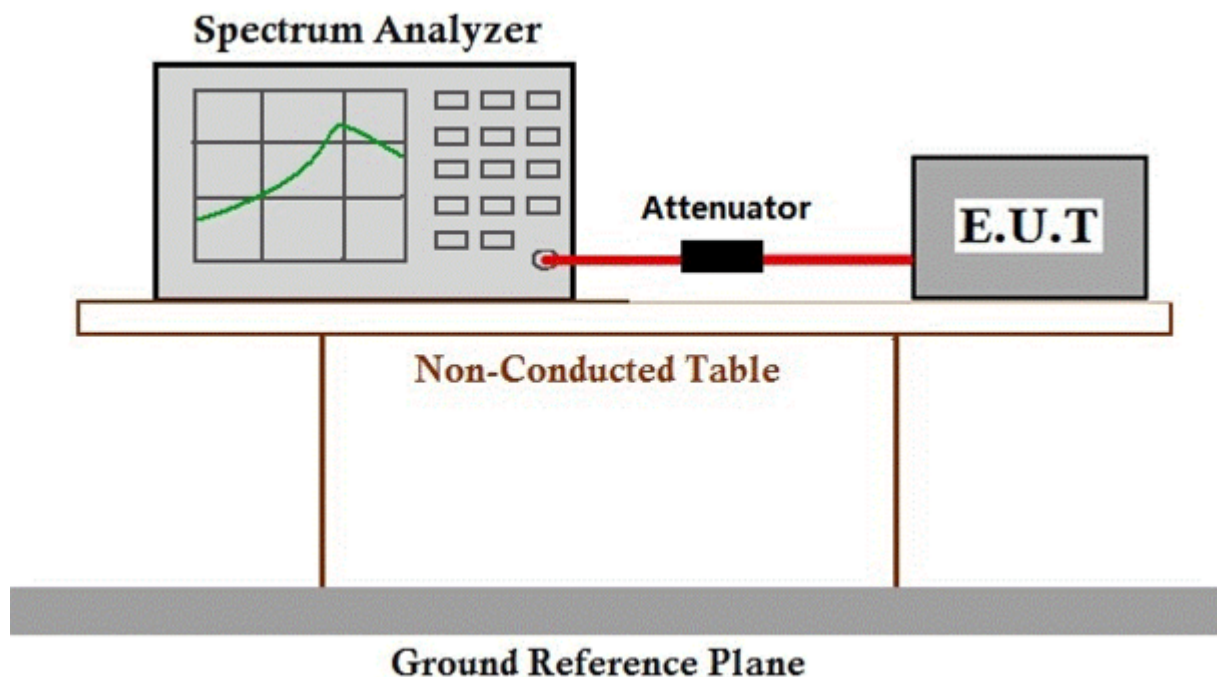 Spectrum Analyzer
Attenuator
E.U.T
Non-Conducted Table
Ground Reference Plane